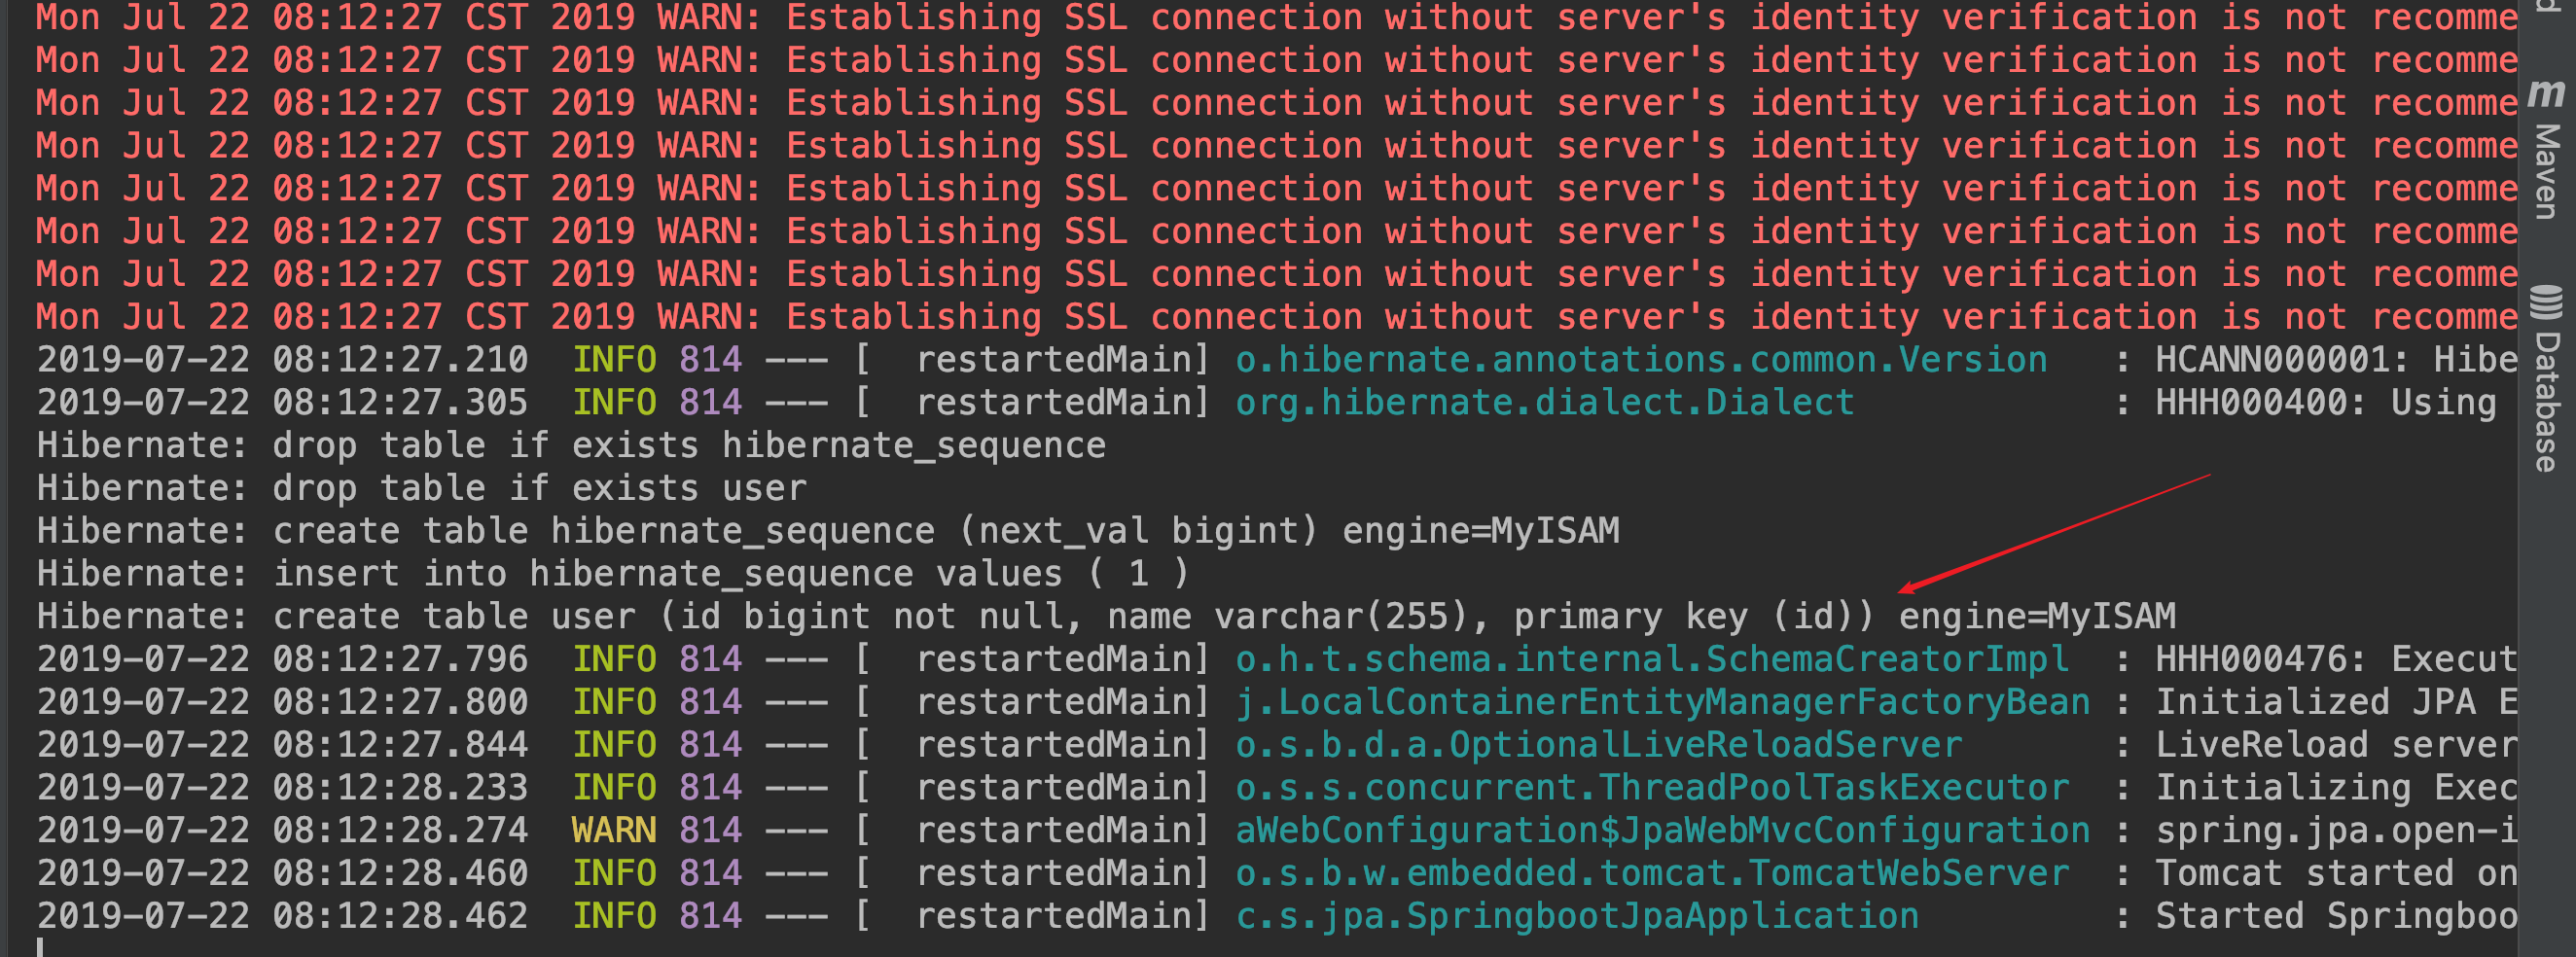 Mon Jul 22 08:12:27 CST 2019 WARN: Establishing SSL connection without server's identity verification is not recomme
Mon Jul 22 08:12:27 CST 2019 WARN: Establishing SSL connection without server's identity verification is not recomme
Mon Jul 22 08:12:27 CST 2019 WARN: Establishing SSL connection without server's identity verification is not recomme
Mon Jul 22 08:12:27 CST 2019 WARN: Establishing SSL connection without server's identity verification is not recomme
Mon Jul 22 08:12:27 CST 2019 WARN: Establishing SSL connection without server's identity verification is not recomme
Mon Jul 22 08:12:27 CST 2019 WARN: Establishing SSL connection without server's identity verification is not recomme
Mon Jul 22 08:12:27 CST 2019 WARN: Establishing SSL connection without server's identity verification is not recomme
Mon Jul 22 08:12:27 CST 2019 WARN: Establishing SSL connection without server's identity verification is not recomme
2019-07-22 08:12:27.210  INFO 814 --- [  restartedMain] o.hibernate.annotations.common.Version   : HCANN000001: Hibe
2019-07-22 08:12:27.305  INFO 814 --- [  restartedMain] org.hibernate.dialect.Dialect            : HHH000400: Using
Hibernate: drop table if exists hibernate_sequence
Hibernate: drop table if exists user
Hibernate: create table hibernate_sequence (next_val bigint) engine=MyISAM
Hibernate: insert into hibernate_sequence values ( 1 )
Hibernate: create table user (id bigint not null, name varchar(255), primary key (id)) engine=MyISAM
2019-07-22 08:12:27.796  INFO 814 --- [  restartedMain] o.h.t.schema.internal.SchemaCreatorImpl  : HHH000476: Execut
2019-07-22 08:12:27.800  INFO 814 --- [  restartedMain] j.LocalContainerEntityManagerFactoryBean : Initialized JPA E
2019-07-22 08:12:27.844  INFO 814 --- [  restartedMain] o.s.b.d.a.OptionalLiveReloadServer       : LiveReload server
2019-07-22 08:12:28.233  INFO 814 --- [  restartedMain] o.s.s.concurrent.ThreadPoolTaskExecutor  : Initializing Exec
2019-07-22 08:12:28.274  WARN 814 --- [  restartedMain] aWebConfiguration$JpaWebMvcConfiguration : spring.jpa.open-i
2019-07-22 08:12:28.460  INFO 814 --- [  restartedMain] o.s.b.w.embedded.tomcat.TomcatWebServer  : Tomcat started on
2019-07-22 08:12:28.462  INFO 814 --- [  restartedMain] c.s.jpa.SpringbootJpaApplication         : Started Springboo
d
m Maven
Database